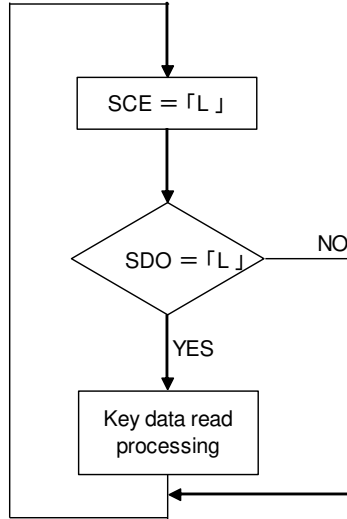 SCE = ｢L ｣
SDO = ｢L ｣
NO
YES
Key data read
processing